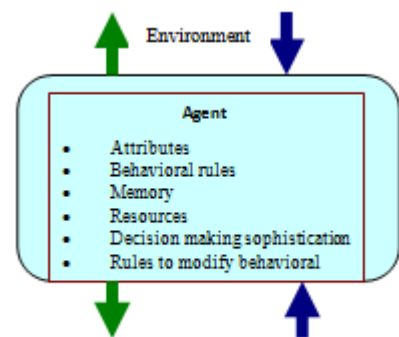 Environment
Agent
• Attributes
• Behavioral rules
• Memory
• Resources
• Decision making sophistication
• Rules to modify behavioral